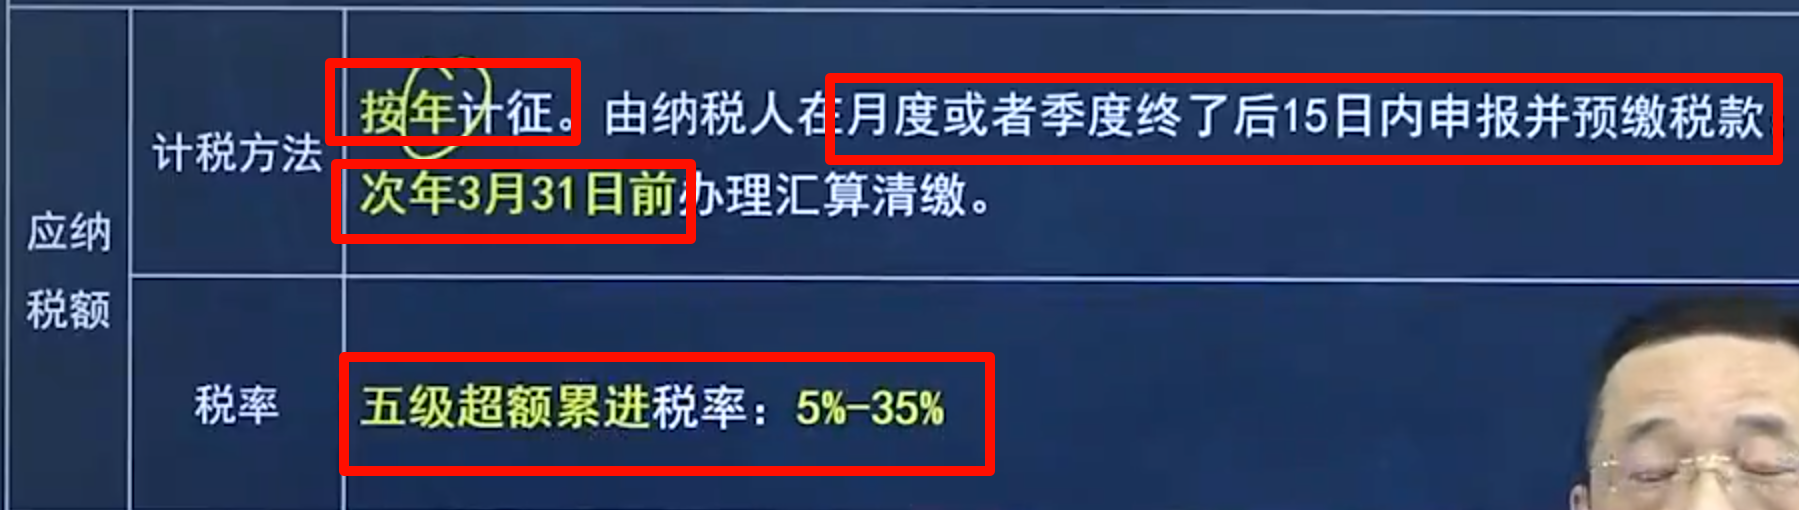 应纳
税额
计税方法
按年计征。由纳税人在月度或者季度终了后15日内申报并预缴税款
次年3月31日前办理汇算清缴。
税率
五级超额累进税率：5%-35%